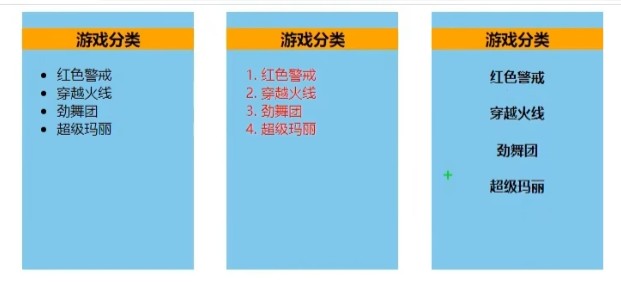 游戏分类
红色警戒
穿越火线
劲舞团
超级玛丽
游戏分类
1. 红色警戒
2. 穿越火线
3. 劲舞团
4. 超级玛丽
游戏分类
红色警戒
穿越火线
劲舞团
超级玛丽